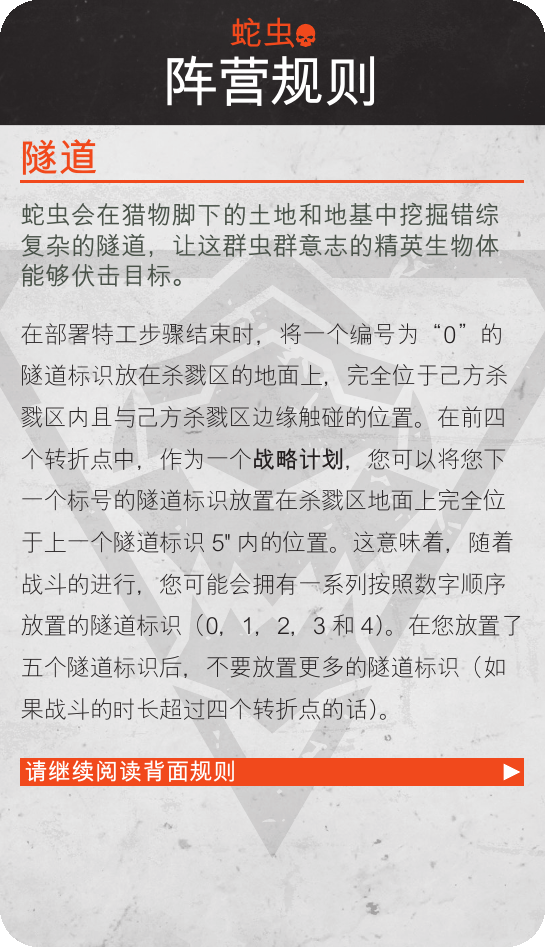 蛇虫
阵营规则
隧道
蛇虫会在猎物脚下的土地和地基中挖掘错综
复杂的隧道，让这群虫群意志的精英生物体
能够伏击目标。
在部署特工步骤结束时，将一个编号为“0”的
隧道标识放在杀戮区的地面上，完全位于己方杀
戮区内且与己方杀戮区边缘触碰的位置。在前四
个转折点中，作为一个战略计划，您可以将您下
一个标号的隧道标识放置在杀戮区地面上完全位
于上一个隧道标识 5" 内的位置。这意味着，随着
战斗的进行，您可能会拥有一系列按照数字顺序
放置的隧道标识（0，1，2，3 和 4）。在您放置了
五个隧道标识后，不要放置更多的隧道标识（如
果战斗的时长超过四个转折点的话）。
请继续阅读背面规则